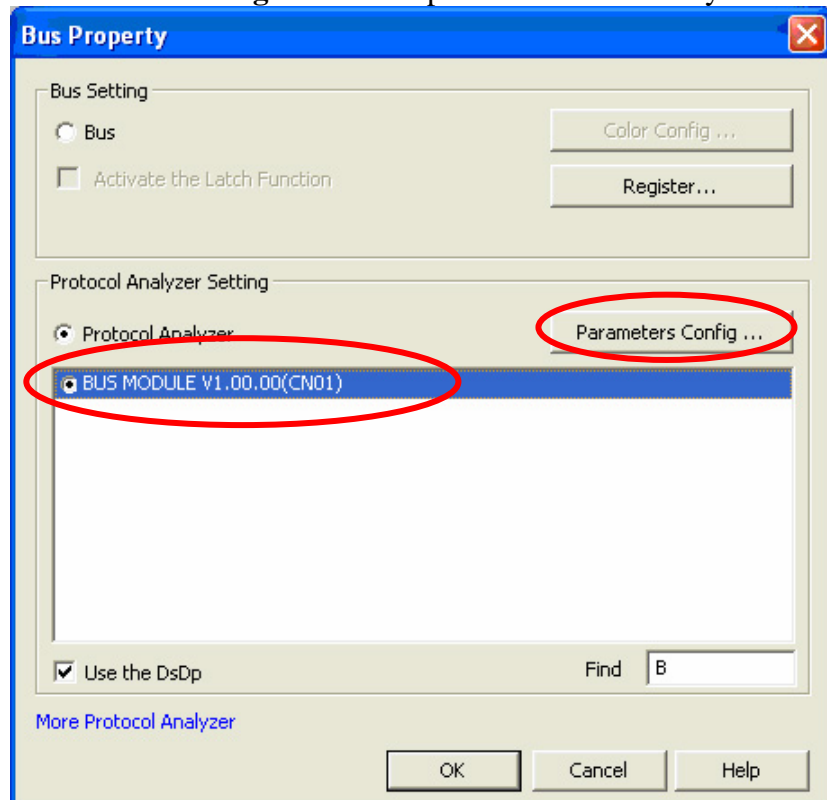 Bus Property
Bus Setting
Bus
Color Config ...
Activate the Latch Function
Register...
Protocol Analyzer Setting
Protocol Analyzer
Parameters Config ...
BUS MODULE V1.00.00(CN01)
Use the DsDp
Find B
More Protocol Analyzer
OK Cancel Help